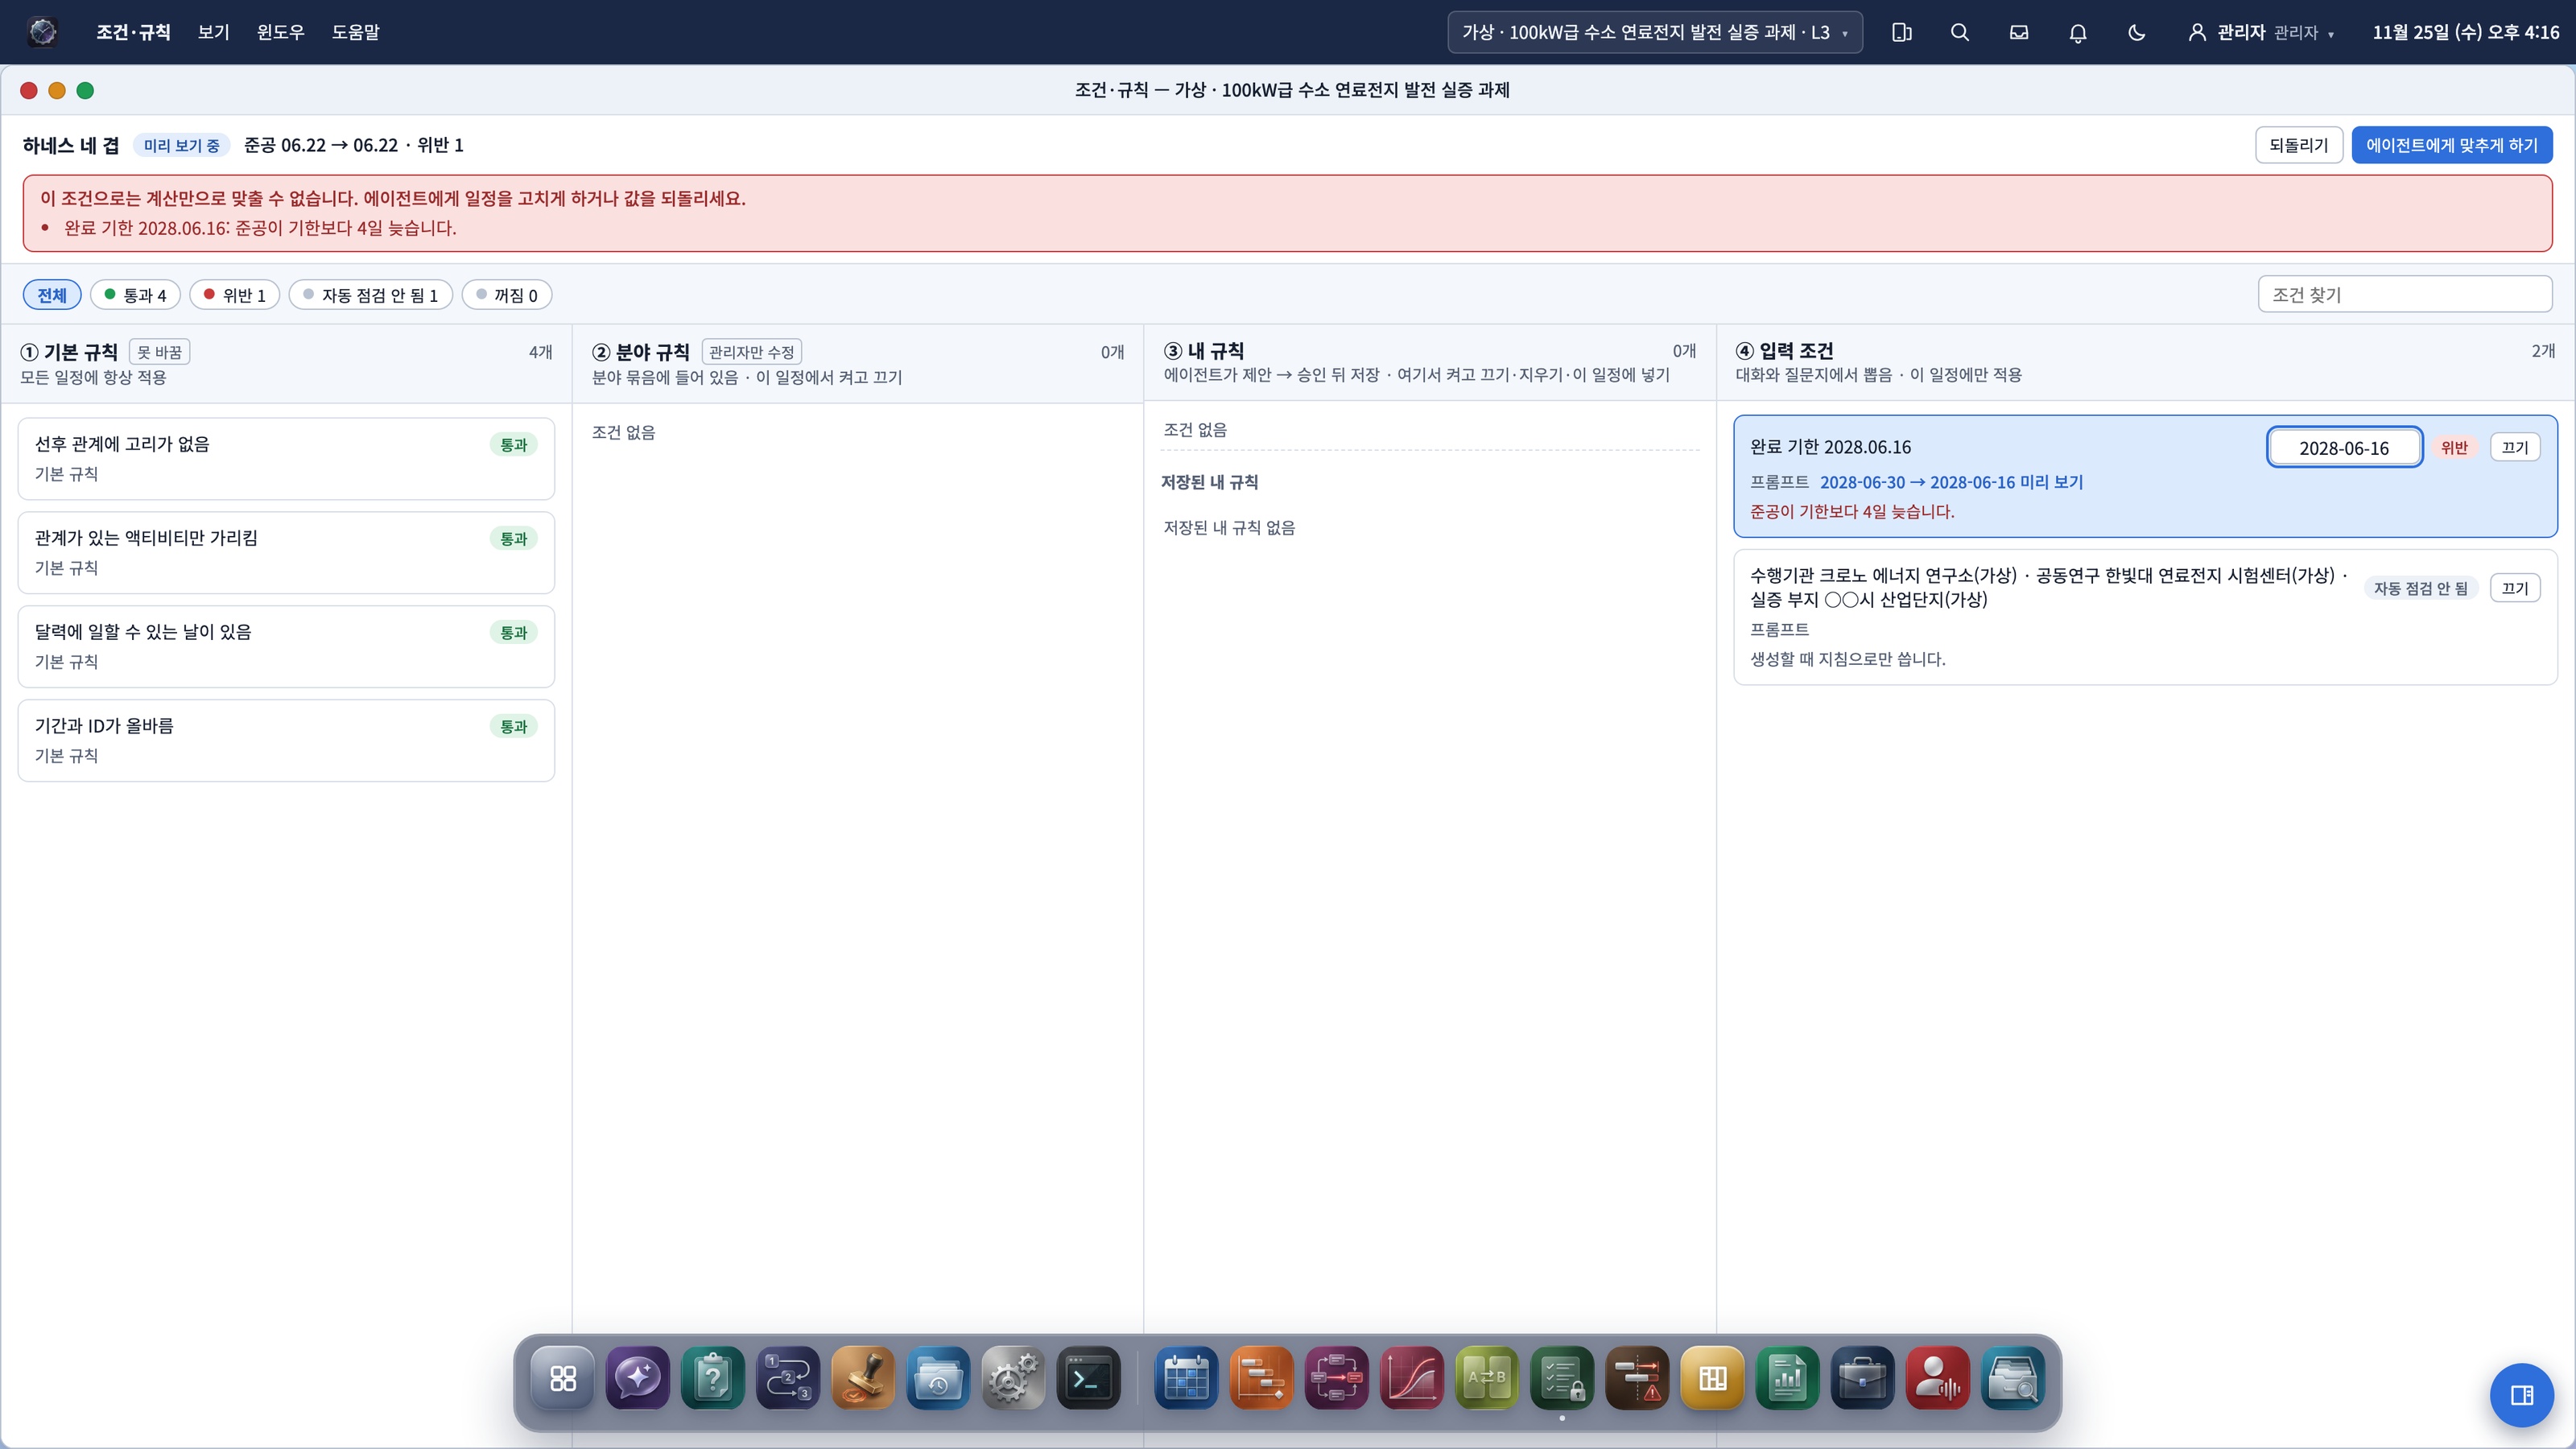 조건·규칙 보기 윈도우 도움말 가상 · 100kW급 수소 연료전지 발전 실증 과제 · L3 관리자 관리자 11월 25일 (수) 오후 4:16
조건·규칙 — 가상 · 100kW급 수소 연료전지 발전 실증 과제
하네스 네 겹 미리 보기 중 준공 06.22 → 06.22 · 위반 1 되돌리기 에이전트에게 맞추게 하기
이 조건으로는 계산만으로 맞출 수 없습니다. 에이전트에게 일정을 고치게 하거나 값을 되돌리세요.
• 완료 기한 2028.06.16: 준공이 기한보다 4일 늦습니다.
전체 통과 4 위반 1 자동 점검 안 됨 1 꺼짐 0 조건 찾기
① 기본 규칙 못 바꿈 4개
모든 일정에 항상 적용
선후 관계에 고리가 없음 통과
기본 규칙
관계가 있는 액티비티만 가리킴 통과
기본 규칙
달력에 일할 수 있는 날이 있음 통과
기본 규칙
기간과 ID가 올바름 통과
기본 규칙
② 분야 규칙 관리자만 수정 0개
분야 묶음에 들어 있음 · 이 일정에서 켜고 끄기
조건 없음
③ 내 규칙 0개
에이전트가 제안 → 승인 뒤 저장 · 여기서 켜고 끄기·지우기·이 일정에 넣기
조건 없음
저장된 내 규칙
저장된 내 규칙 없음
④ 입력 조건 2개
대화와 질문지에서 뽑음 · 이 일정에만 적용
완료 기한 2028.06.16 2028-06-16 위반 끄기
프롬프트 2028-06-30 → 2028-06-16 미리 보기
준공이 기한보다 4일 늦습니다.
수행기관 크로노 에너지 연구소(가상) · 공동연구 한빛대 연료전지 시험센터(가상) · 자동 점검 안 됨 끄기
실증 부지 ○○시 산업단지(가상)
프롬프트
생성할 때 지침으로만 씁니다.
1 2 3 A⇄B